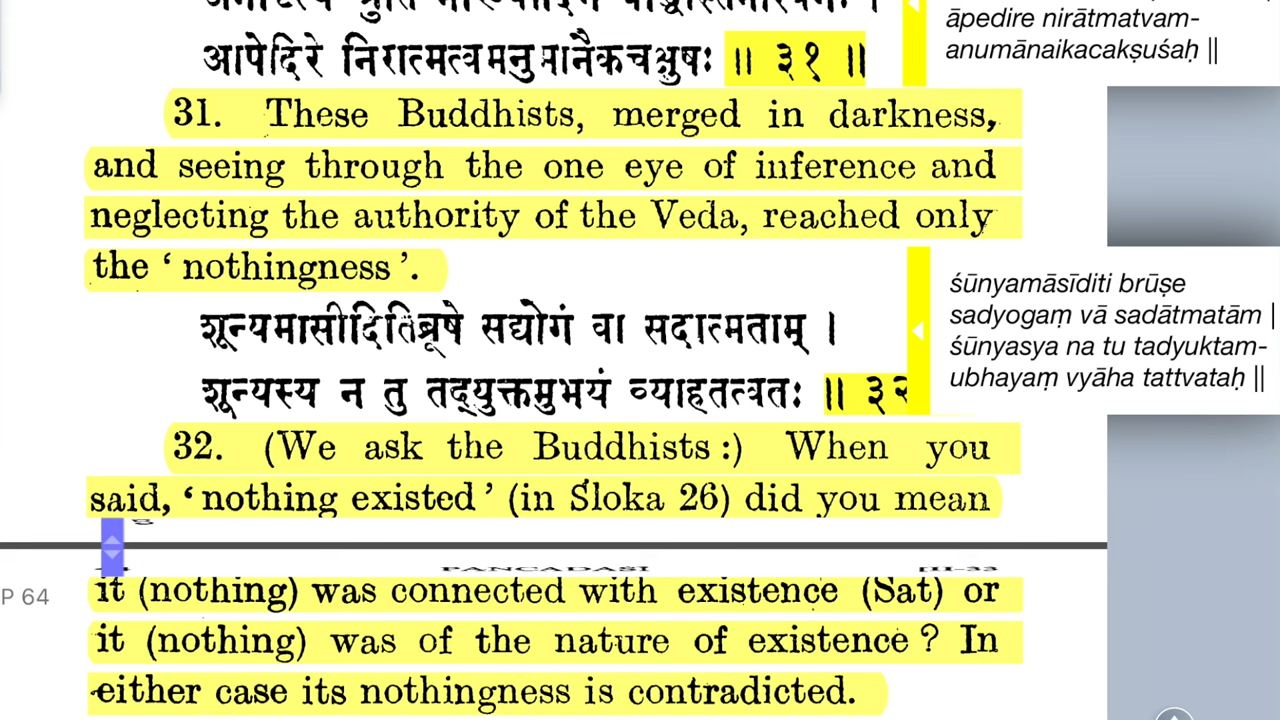 āpedire nirātmatvam-
anumānaikacakṣuśaḥ ||
आपेदिरे निरात्मत्वमनुमानैकचक्षुषः ॥ ३१ ॥
31. These Buddhists, merged in darkness,
and seeing through the one eye of inference and
neglecting the authority of the Veda, reached only
the ‘ nothingness ’.
शून्यमासीदितिब्रूषे सद्योगं वा सदात्मताम् ।
शून्यस्य न तु तद्युक्तमुभयं व्याहतत्वतः ॥ ३२
śūnyamāsīditi brūṣe
sadyogaṃ vā sadātmatām |
śūnyasya na tu tadyuktam-
ubhayaṃ vyāha tattvataḥ ||
32. (We ask the Buddhists :) When you
said, ‘ nothing existed ’ (in Śloka 26) did you mean
PANCADAŚI [II-33
P 64
it (nothing) was connected with existence (Sat) or
it (nothing) was of the nature of existence ? In
either case its nothingness is contradicted.